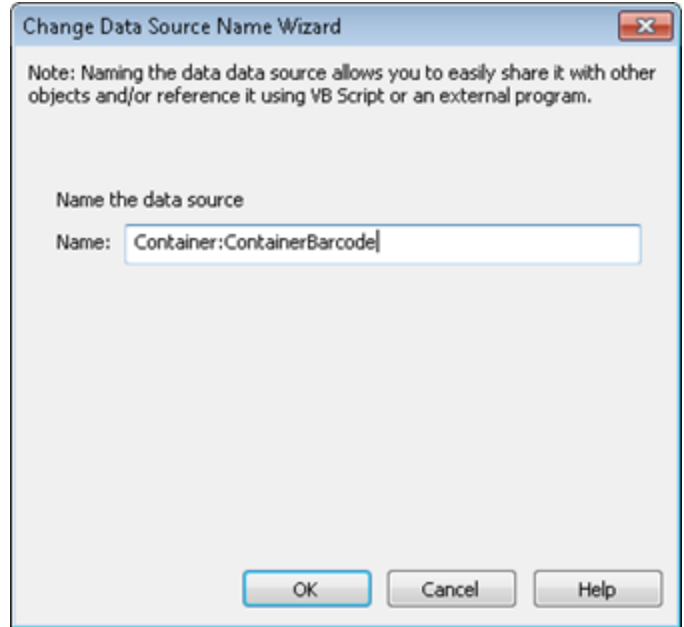 Change Data Source Name Wizard
Note: Naming the data data source allows you to easily share it with other
objects and/or reference it using VB Script or an external program.
Name the data source
Name: Container:ContainerBarcode
OK Cancel Help